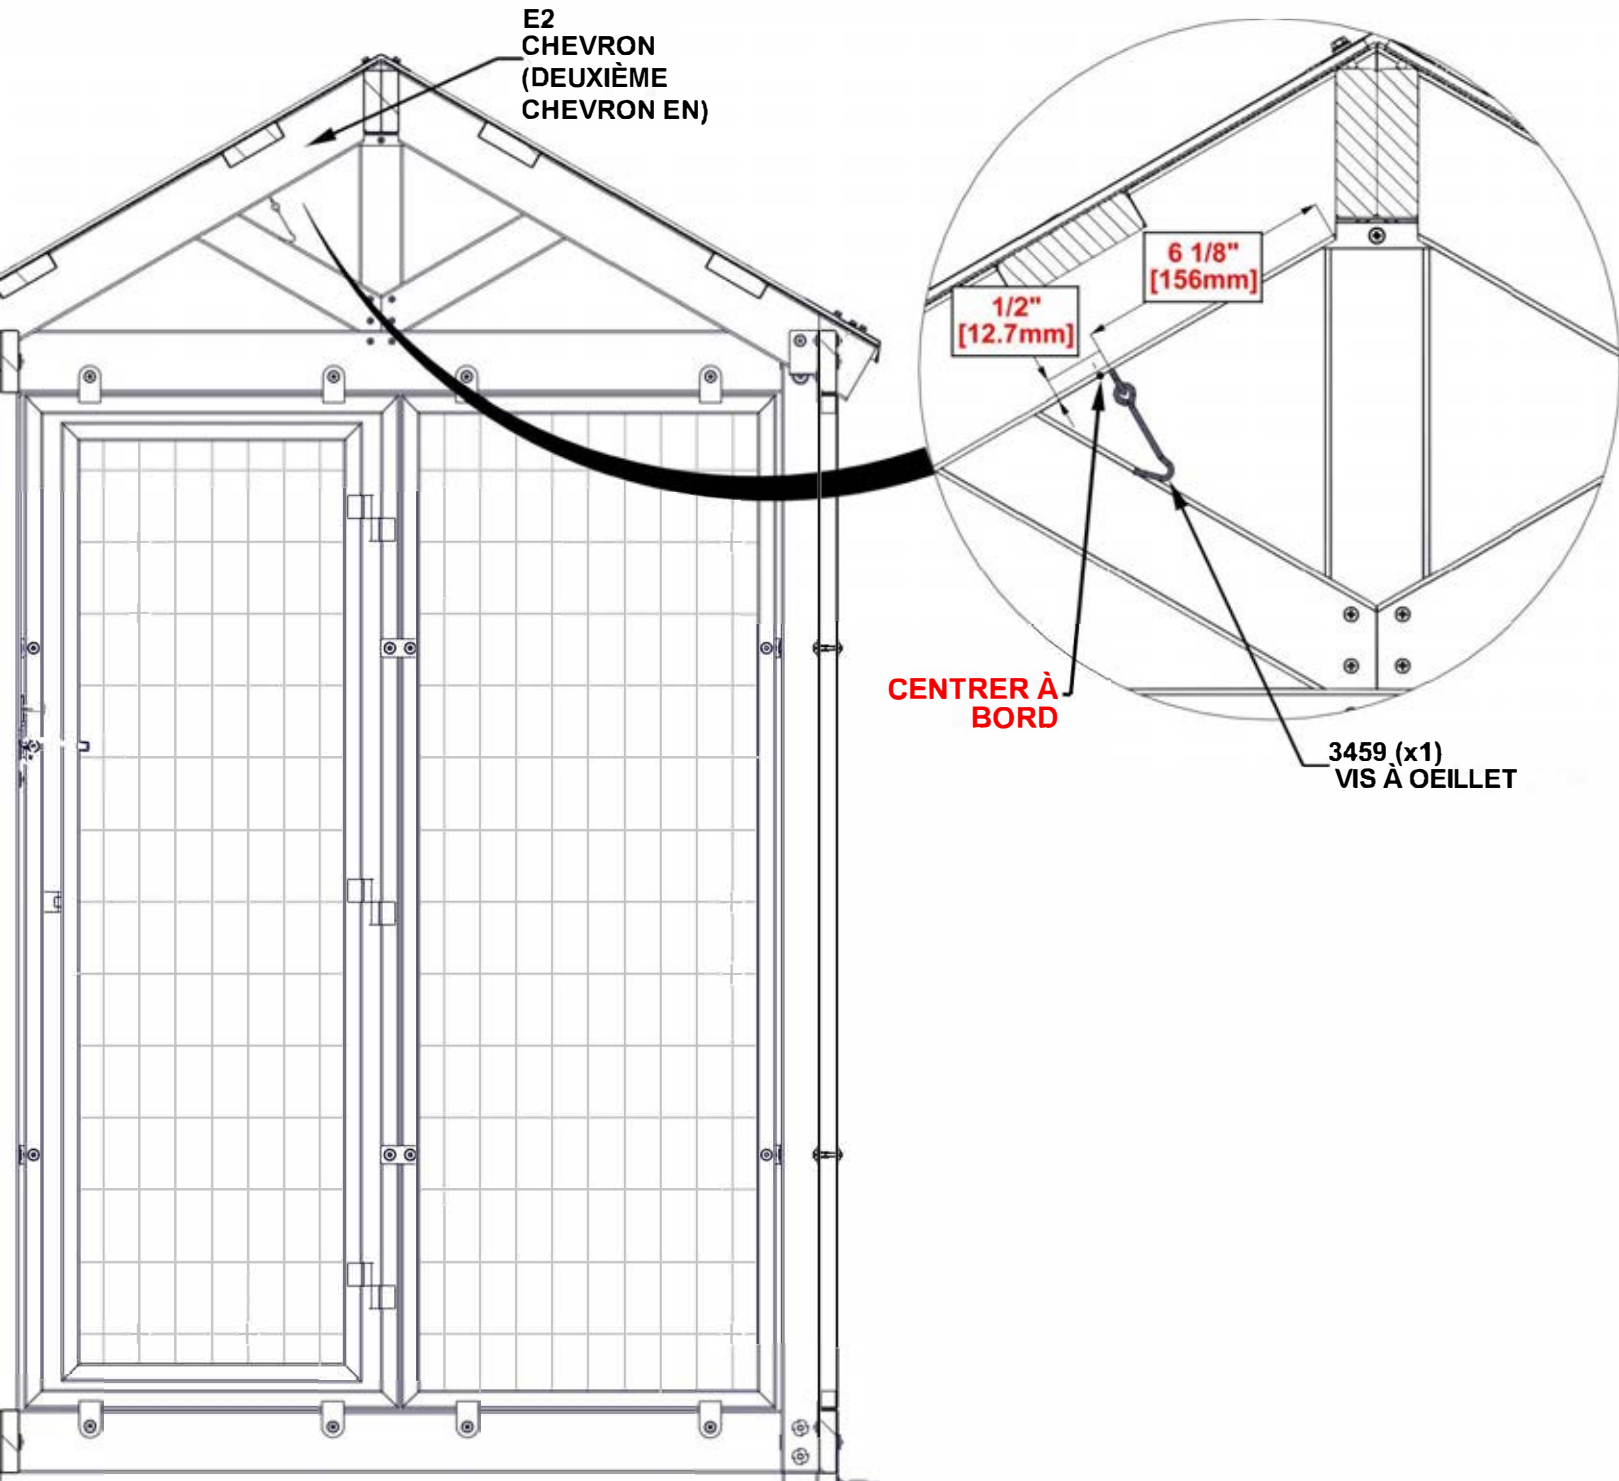 E2
CHEVRON
(DEUXIÈME
CHEVRON EN)
6 1/8"
[156mm]
1/2"
[12.7mm]
CENTRER À
BORD
3459 (x1)
VIS À OEILLET